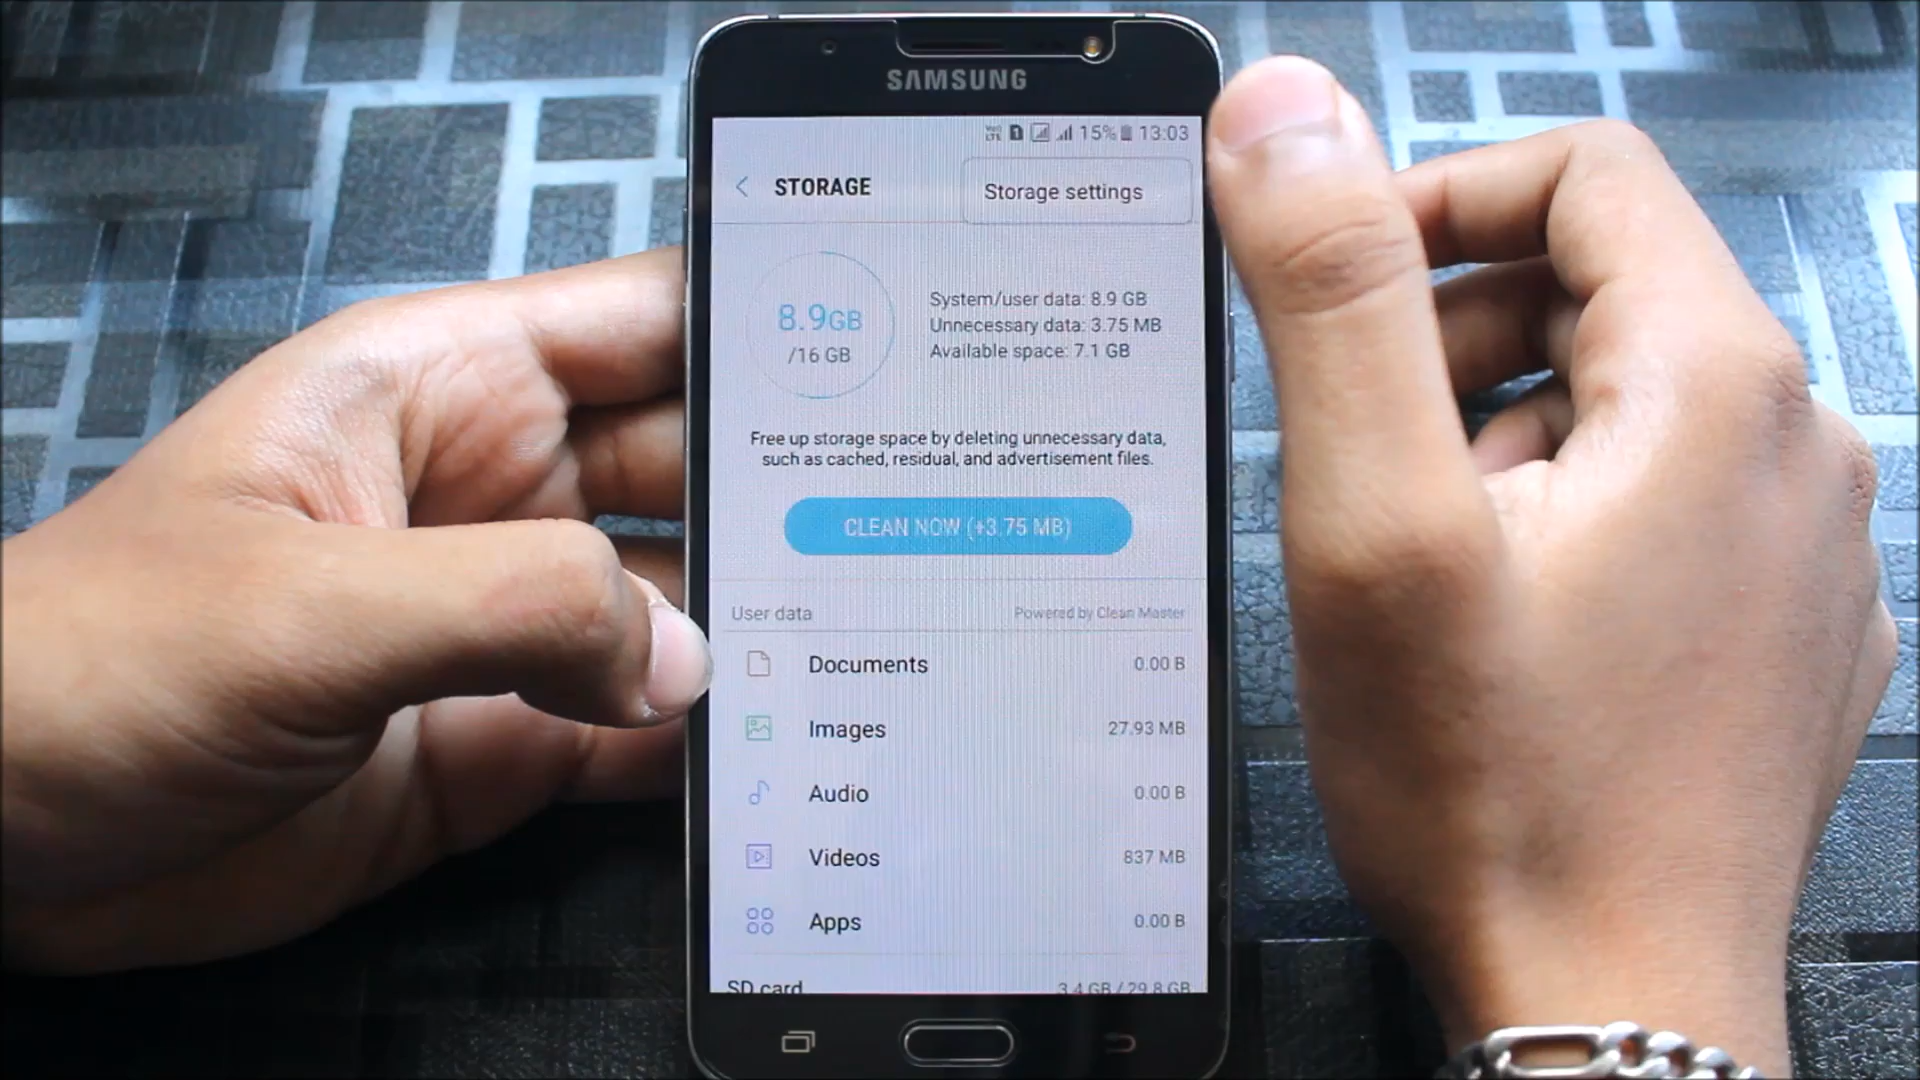 SAMSUNG
VoLTE 1 15% 13:03
STORAGE
Storage settings
8.9GB
/16 GB
System/user data: 8.9 GB
Unnecessary data: 3.75 MB
Available space: 7.1 GB
Free up storage space by deleting unnecessary data,
such as cached, residual, and advertisement files.
CLEAN NOW (+3.75 MB)
User data Powered by Clean Master
Documents 0.00 B
Images 27.93 MB
Audio 0.00 B
Videos 837 MB
Apps 0.00 B
SD card 3.4 GB / 29.8 GB